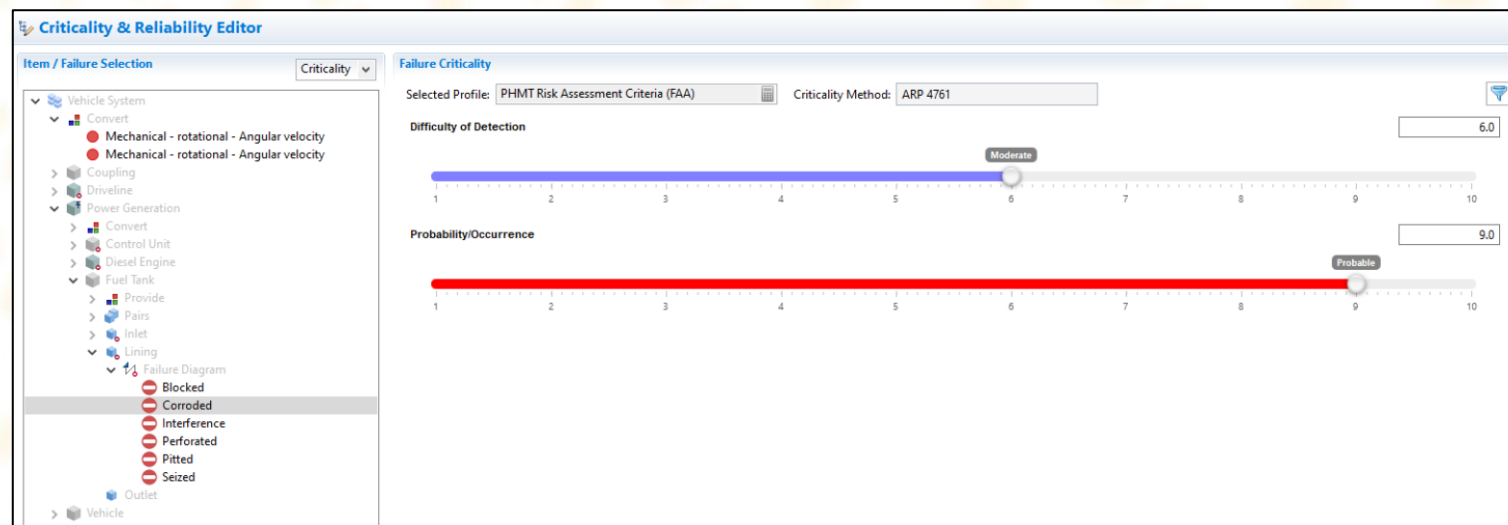 Criticality & Reliability Editor
Item / Failure Selection
Criticality
Vehicle System
Convert
Mechanical - rotational - Angular velocity
Mechanical - rotational - Angular velocity
Coupling
Driveline
Power Generation
Convert
Control Unit
Diesel Engine
Fuel Tank
Provide
Pairs
Inlet
Lining
Failure Diagram
Blocked
Corroded
Interference
Perforated
Pitted
Seized
Outlet
Vehicle
Failure Criticality
Selected Profile: PHMT Risk Assessment Criteria (FAA) Criticality Method: ARP 4761
Difficulty of Detection 6.0
Moderate
1 2 3 4 5 6 7 8 9 10
Probability/Occurrence 9.0
Probable
1 2 3 4 5 6 7 8 9 10